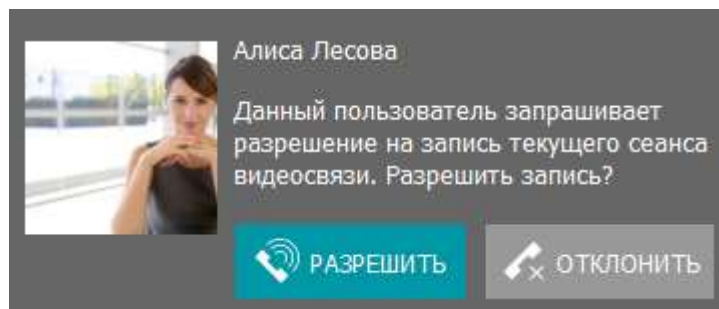 Алиса Лесова
Данный пользователь запрашивает
разрешение на запись текущего сеанса
видеосвязи. Разрешить запись?
РАЗРЕШИТЬ
ОТКЛОНИТЬ